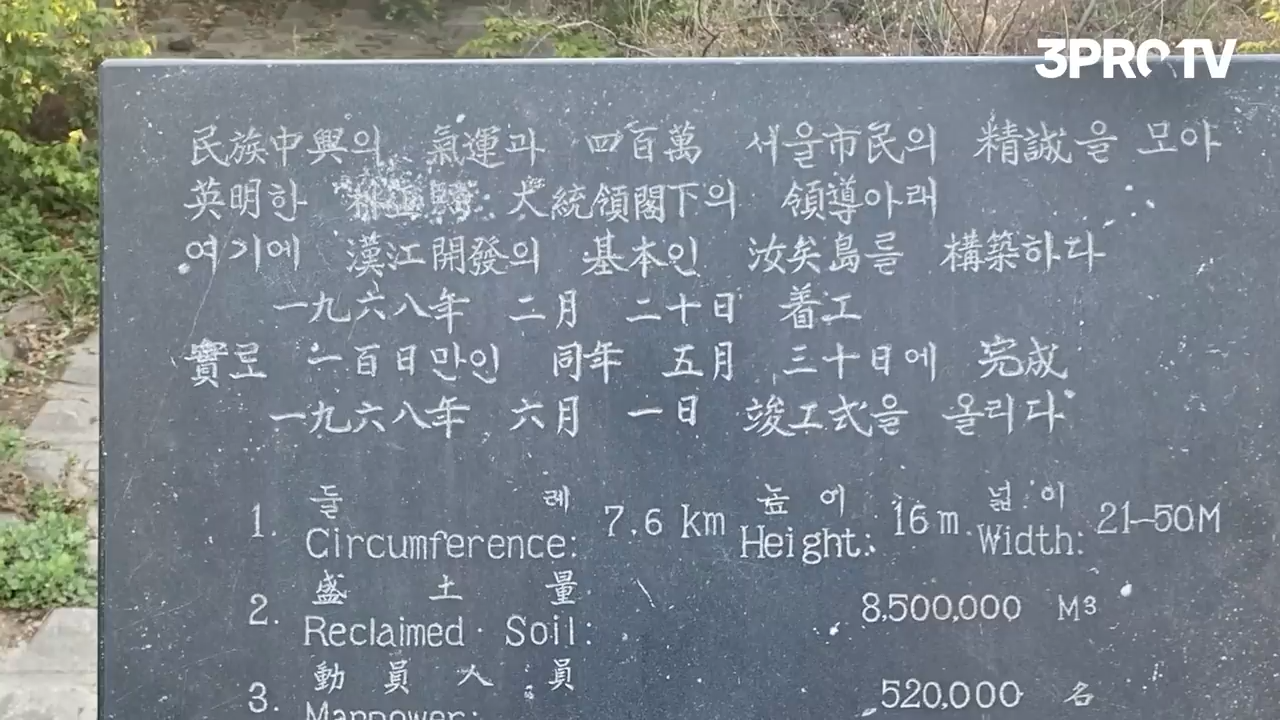 3PRO TV
民族中興의 氣運과 四百萬 서울市民의 精誠을 모아
英明한 大統領閣下의 領導아래
여기에 漢江開發의 基本인 汝矣島를 構築하다
一九六八年 二月 二十日 着工
實로 一百日만인 同年 五月 三十日에 完成
一九六八年 六月 一日 竣工式을 올리다
둘 레 높이 넓이
1. Circumference: 7.6 km Height: 16 m. Width: 21-50M
盛土量
2. Reclaimed Soil: 8,500,000 M3
動員人員
3. Manpower: 520,000 名